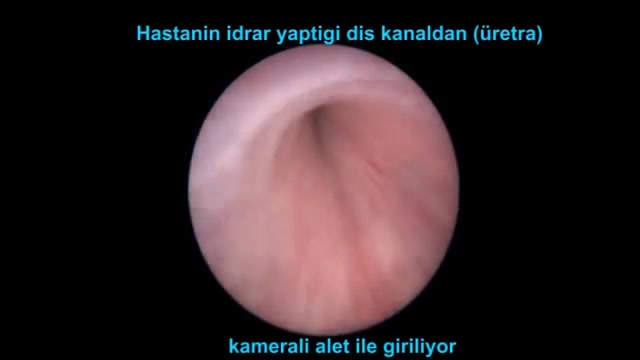 Hastanin idrar yaptigi dis kanaldan (üretra)
kamerali alet ile giriliyor